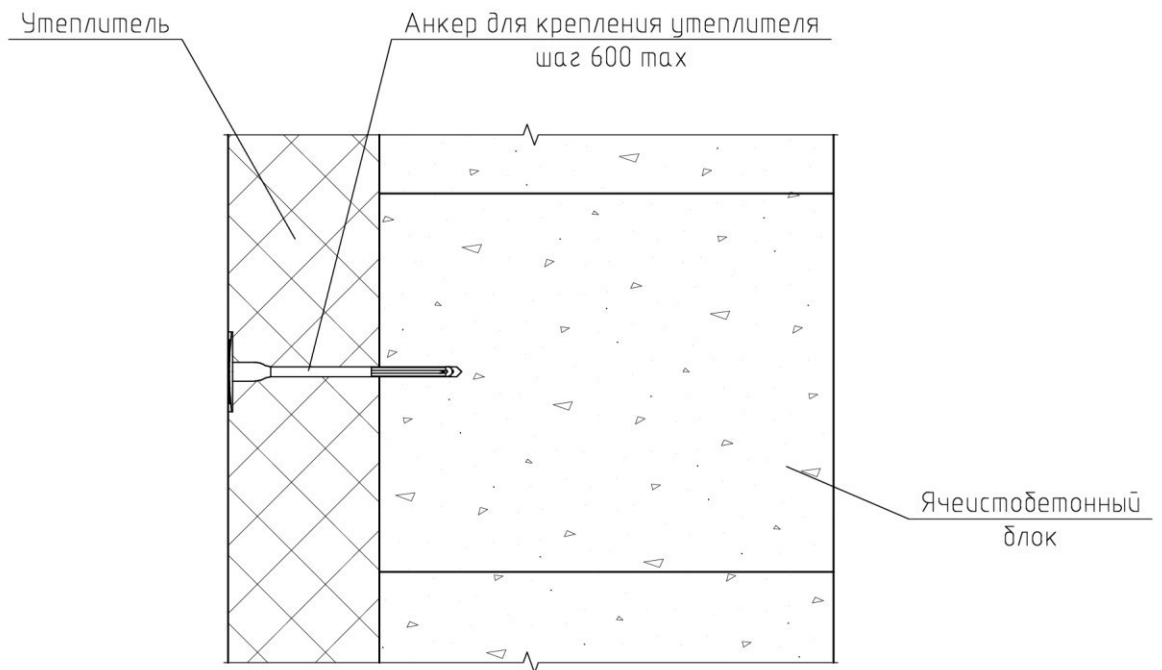 Утеплитель
Анкер для крепления утеплителя
шаг 600 max
Ячеистобетонный
блок